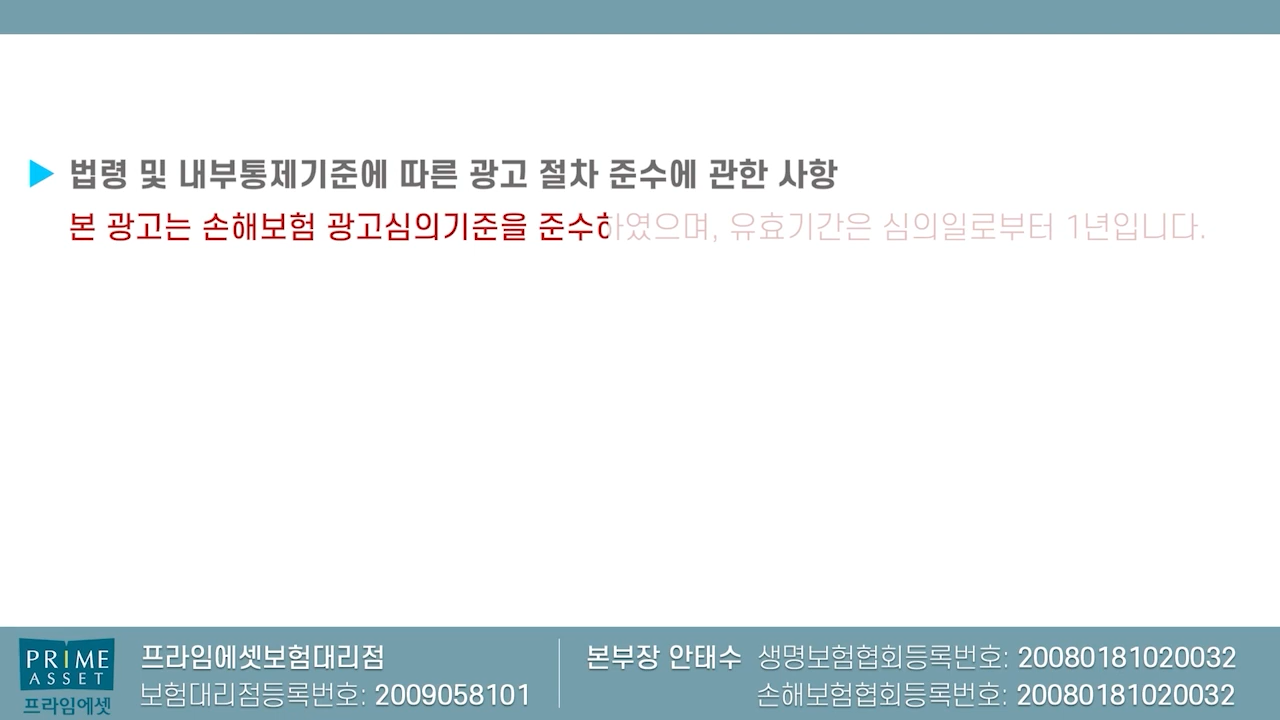 ▶ 법령 및 내부통제기준에 따른 광고 절차 준수에 관한 사항
본 광고는 손해보험 광고심의기준을 준수하였으며, 유효기간은 심의일로부터 1년입니다.
PRIME
ASSET
프라임에셋
프라임에셋보험대리점
보험대리점등록번호: 2009058101
본부장 안태수 생명보험협회등록번호: 20080181020032
손해보험협회등록번호: 20080181020032